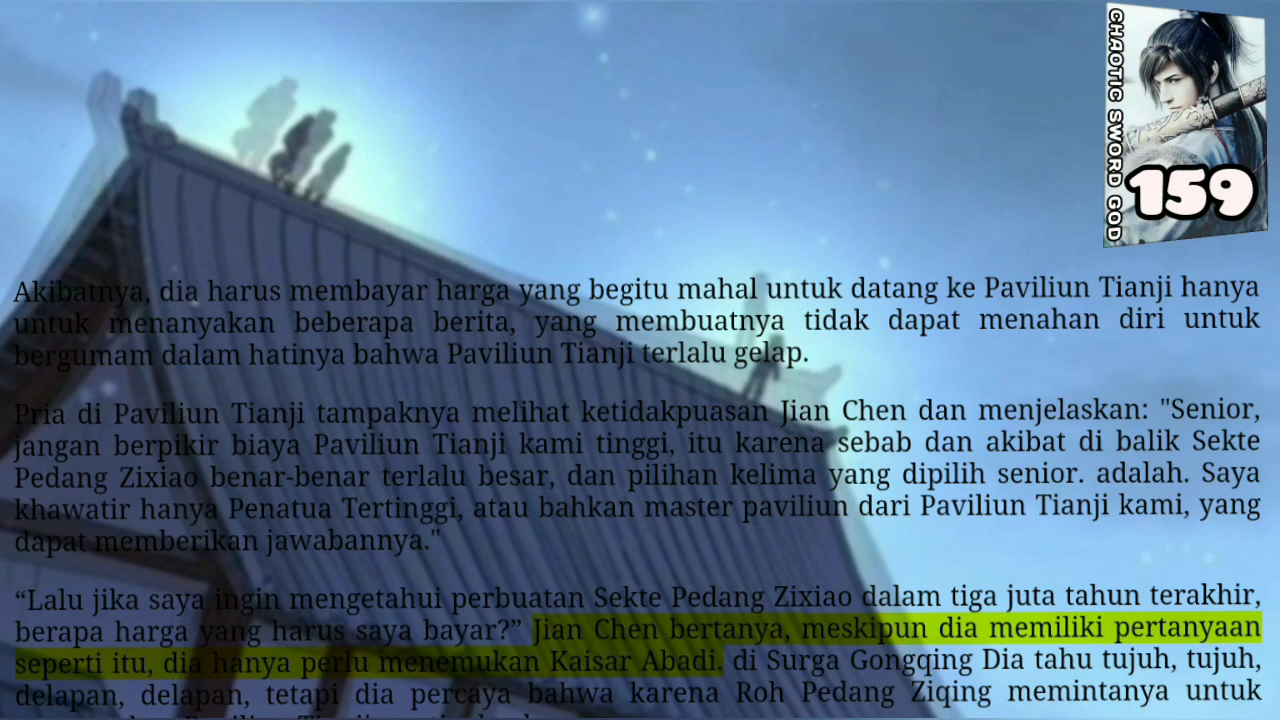 CHAOTIC SWORD GOD
159
Akibatnya, dia harus membayar harga yang begitu mahal untuk datang ke Paviliun Tianji hanya
untuk menanyakan beberapa berita, yang membuatnya tidak dapat menahan diri untuk
bergumam dalam hatinya bahwa Paviliun Tianji terlalu gelap.
Pria di Paviliun Tianji tampaknya melihat ketidakpuasan Jian Chen dan menjelaskan: "Senior,
jangan berpikir biaya Paviliun Tianji kami tinggi, itu karena sebab dan akibat di balik Sekte
Pedang Zixiao benar-benar terlalu besar, dan pilihan kelima yang dipilih senior. adalah. Saya
khawatir hanya Penatua Tertinggi, atau bahkan master paviliun dari Paviliun Tianji kami, yang
dapat memberikan jawabannya."
“Lalu jika saya ingin mengetahui perbuatan Sekte Pedang Zixiao dalam tiga juta tahun terakhir,
berapa harga yang harus saya bayar?” Jian Chen bertanya, meskipun dia memiliki pertanyaan
seperti itu, dia hanya perlu menemukan Kaisar Abadi. di Surga Gongqing Dia tahu tujuh, tujuh,
delapan, delapan, tetapi dia percaya bahwa karena Roh Pedang Ziqing memintanya untuk